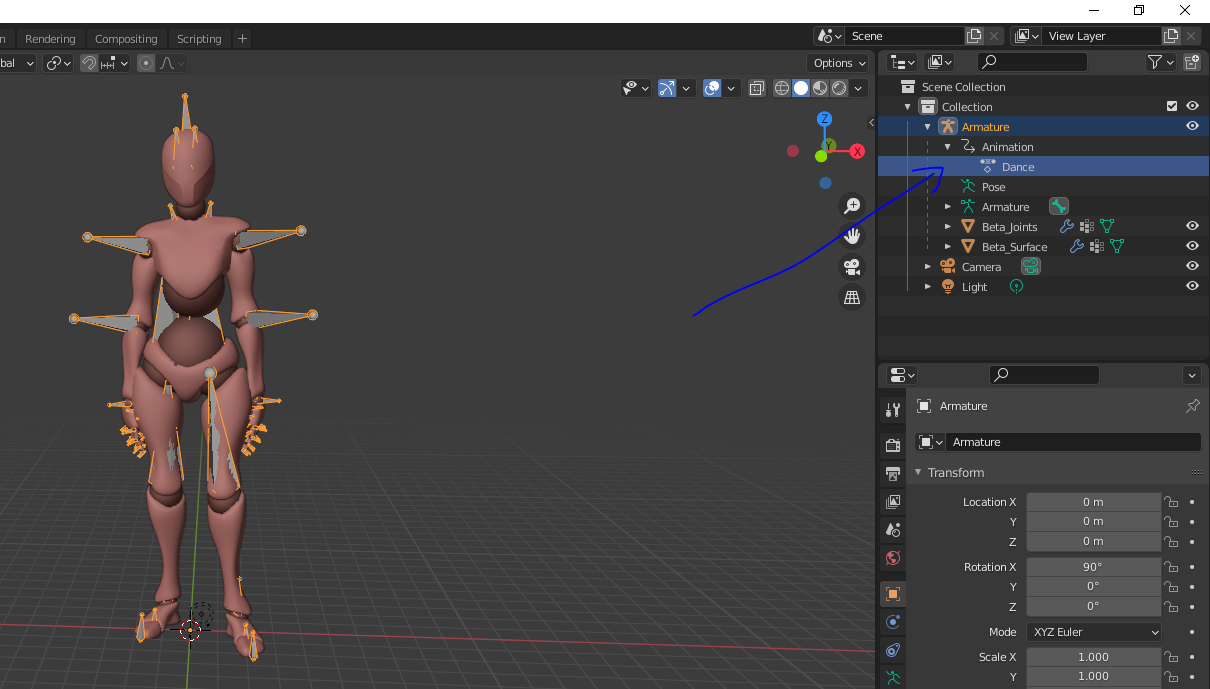 n Rendering Compositing Scripting + Scene View Layer
bal Options
Scene Collection
Z
Collection
Armature
Y X
Animation
Dance
Pose
Armature
Beta_Joints
Beta_Surface
Camera
Light
Armature
Armature
Transform
Location X 0 m
Y 0 m
Z 0 m
Rotation X 90°
Y 0°
Z 0°
Mode XYZ Euler
Scale X 1.000
Y 1.000